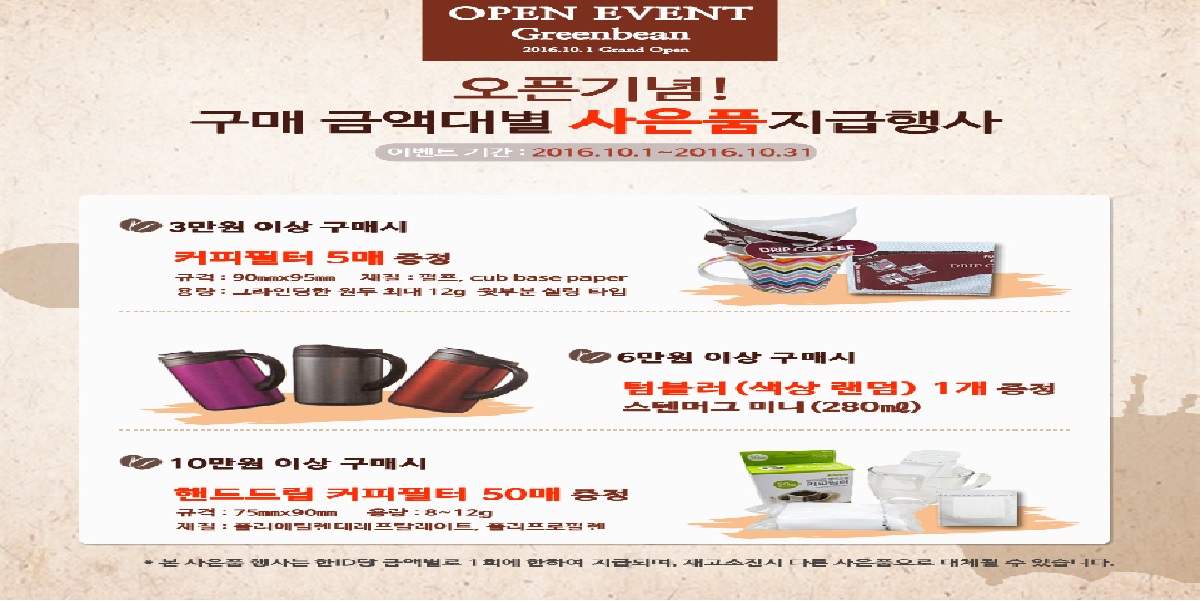 OPEN EVENT
Greenbean
2016.10.1 Grand Open
오픈기념!
구매 금액대별 사은품지급행사
이벤트 기간 : 2016.10.1~2016.10.31
3만원 이상 구매시
커피필터 5매 증정
규격 : 90mmx95mm 재질 : 펄프, cub base paper
용량 : 그라인딩한 원두 최대 12g 윗부분 실링 타입
DRIP COFFEE
DRIP C
6만원 이상 구매시
텀블러 (색상 랜덤) 1개 증정
스텐머그 미니 (280㎖)
10만원 이상 구매시
핸드드립 커피필터 50매 증정
규격 : 75mmx90mm 용량 : 8~12g
재질 : 폴리에틸렌테레프탈레이트, 폴리프로필렌
커피필터
* 본 사은품 행사는 한ID당 금액별로 1회에 한하여 지급되며, 재고소진시 다른 사은품으로 대체될 수 있습니다.